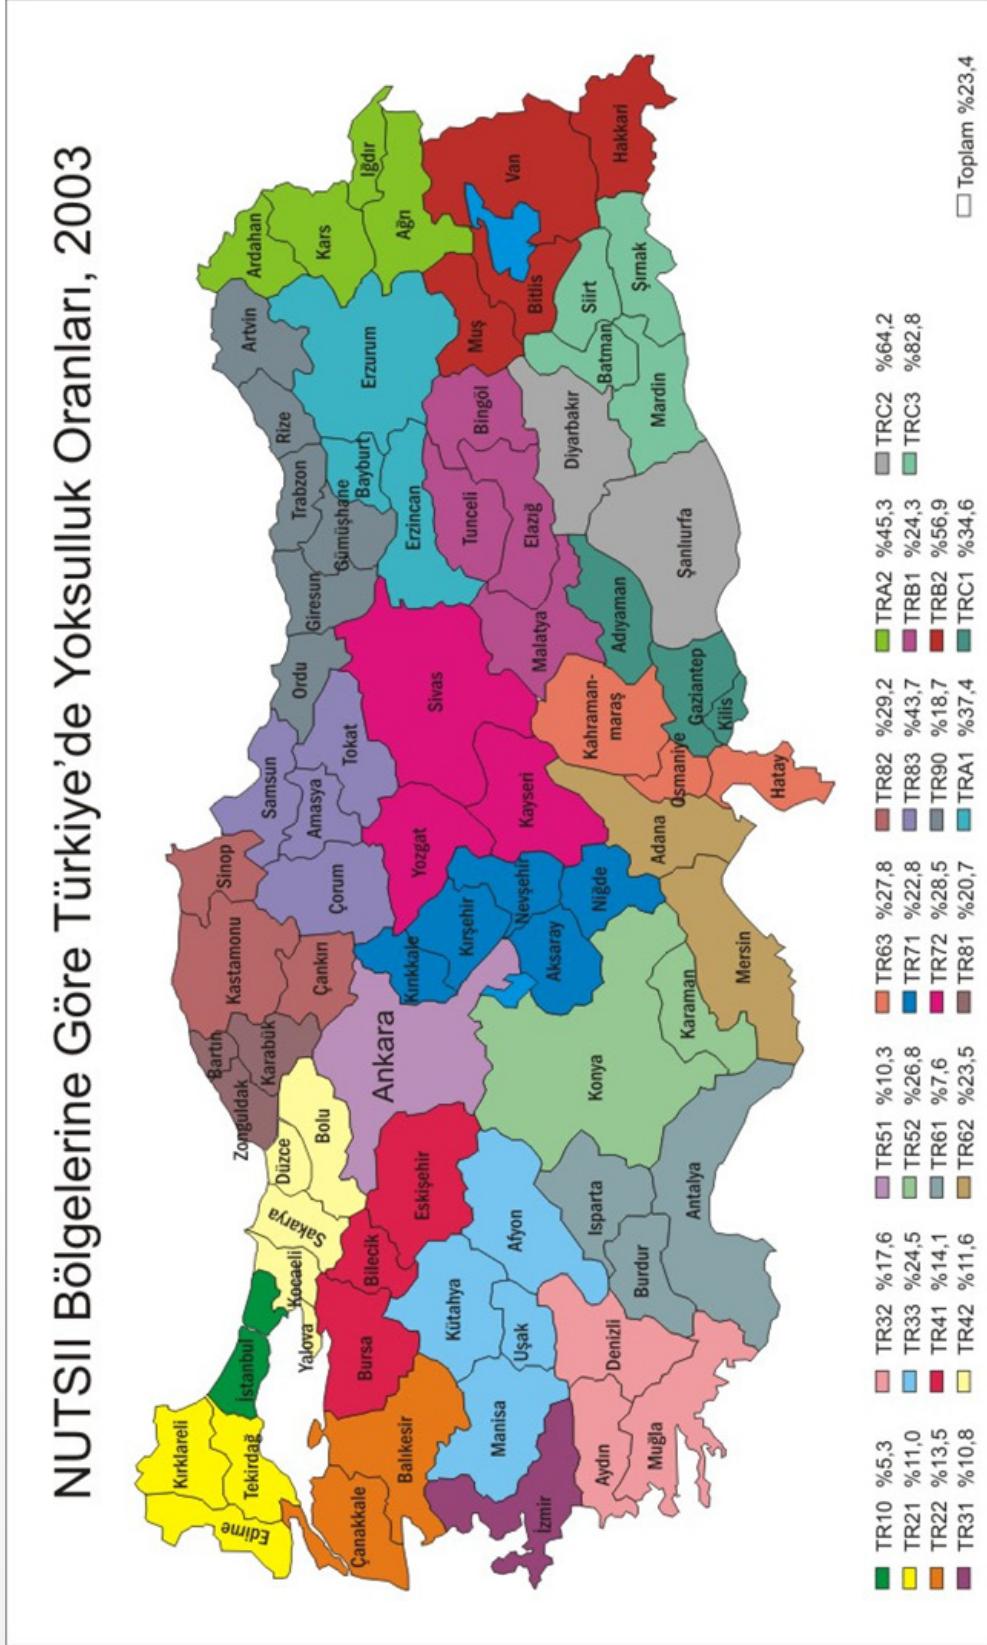 NUTSII Bölgelerine Göre Türkiye'de Yoksulluk Oranları, 2003
Kırklareli
Edirne
Tekirdağ
İstanbul
Yalova
Kocaeli
Sakarya
Düzce
Bolu
Zonguldak
Bartın
Karabük
Kastamonu
Çankırı
Sinop
Samsun
Amasya
Çorum
Tokat
Ordu
Giresun
Gümüşhane
Trabzon
Rize
Artvin
Ardahan
Kars
Iğdır
Ağrı
Çanakkale
Balıkesir
Bursa
Bilecik
Eskişehir
Ankara
Kırıkkale
Kırşehir
Yozgat
Sivas
Kayseri
Nevşehir
Niğde
Aksaray
Erzincan
Bayburt
Erzurum
Tunceli
Elazığ
Bingöl
Malatya
Muş
Bitlis
Van
Hakkari
İzmir
Manisa
Kütahya
Uşak
Afyon
Aydın
Muğla
Denizli
Burdur
Isparta
Antalya
Konya
Karaman
Mersin
Adana
Kahraman-
maraş
Osmaniye
Hatay
Gaziantep
Kilis
Adıyaman
Şanlıurfa
Diyarbakır
Mardin
Batman
Siirt
Şırnak
TR10 %5,3
TR21 %11,0
TR22 %13,5
TR31 %10,8
TR32 %17,6
TR33 %24,5
TR41 %14,1
TR42 %11,6
TR51 %10,3
TR52 %26,8
TR61 %7,6
TR62 %23,5
TR63 %27,8
TR71 %22,8
TR72 %28,5
TR81 %20,7
TR82 %29,2
TR83 %43,7
TR90 %18,7
TRA1 %37,4
TRA2 %45,3
TRB1 %24,3
TRB2 %56,9
TRC1 %34,6
TRC2 %64,2
TRC3 %82,8
Toplam %23,4